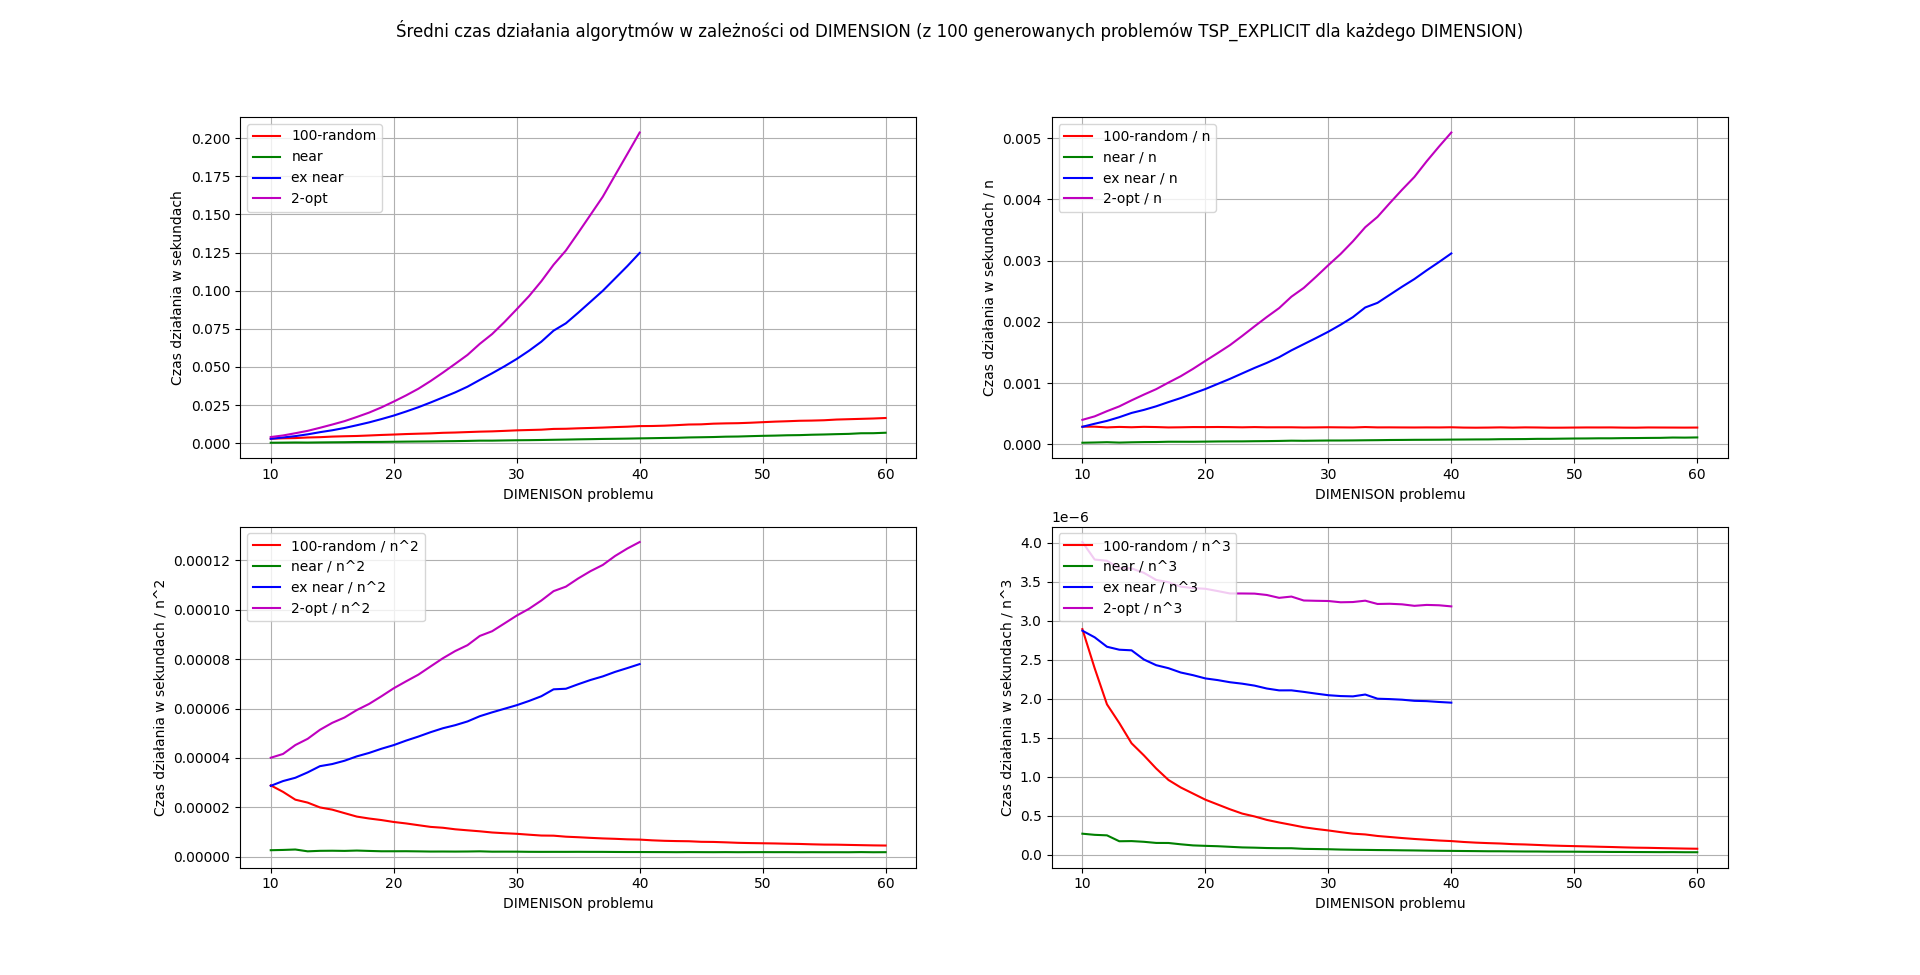 Średni czas działania algorytmów w zależności od DIMENSION (z 100 generowanych problemów TSP_EXPLICIT dla każdego DIMENSION)
100-random
near
ex near
2-opt
Czas działania w sekundach
0.200
0.175
0.150
0.125
0.100
0.075
0.050
0.025
0.000
10 20 30 40 50 60
DIMENISON problemu
100-random / n
near / n
ex near / n
2-opt / n
Czas działania w sekundach / n
0.005
0.004
0.003
0.002
0.001
0.000
10 20 30 40 50 60
DIMENISON problemu
100-random / n^2
near / n^2
ex near / n^2
2-opt / n^2
Czas działania w sekundach / n^2
0.00012
0.00010
0.00008
0.00006
0.00004
0.00002
0.00000
10 20 30 40 50 60
DIMENISON problemu
1e−6
100-random / n^3
near / n^3
ex near / n^3
2-opt / n^3
Czas działania w sekundach / n^3
4.0
3.5
3.0
2.5
2.0
1.5
1.0
0.5
0.0
10 20 30 40 50 60
DIMENISON problemu